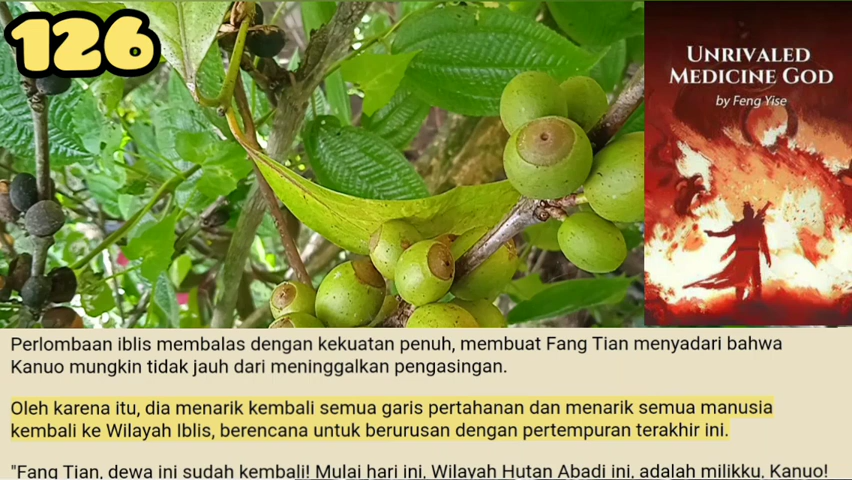 126
UNRIVALED
MEDICINE GOD
by Feng Yise
Perlombaan iblis membalas dengan kekuatan penuh, membuat Fang Tian menyadari bahwa
Kanuo mungkin tidak jauh dari meninggalkan pengasingan.
Oleh karena itu, dia menarik kembali semua garis pertahanan dan menarik semua manusia
kembali ke Wilayah Iblis, berencana untuk berurusan dengan pertempuran terakhir ini.
"Fang Tian, dewa ini sudah kembali! Mulai hari ini, Wilayah Hutan Abadi ini, adalah milikku, Kanuo!